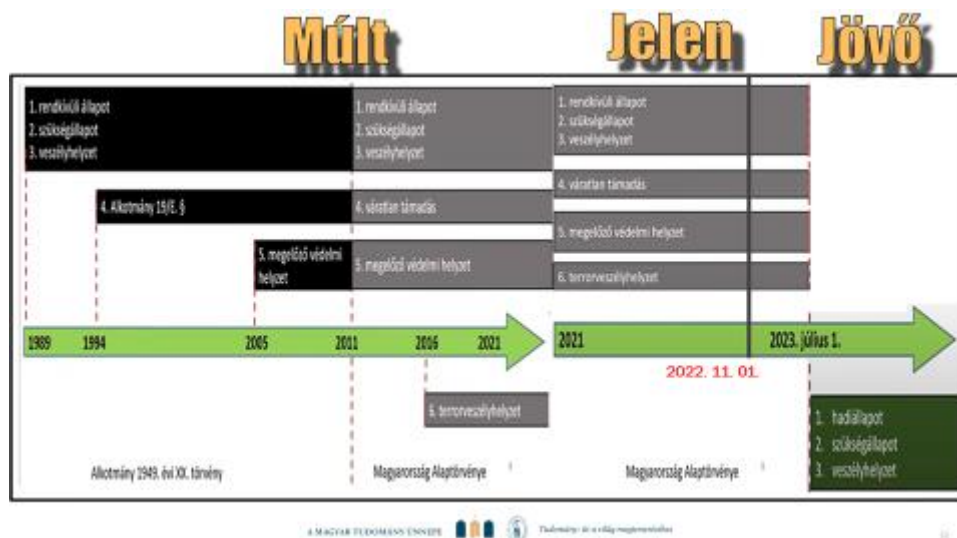 Múlt
Jelen
Jövő
1. rendkívüli állapot
2. szükségállapot
3. veszélyhelyzet
1. rendkívüli állapot
2. szükségállapot
3. veszélyhelyzet
1. rendkívüli állapot
2. szükségállapot
3. veszélyhelyzet
4. Alkotmány 19/E. §
4. váratlan támadás
4. váratlan támadás
5. megelőző védelmi
helyzet
5. megelőző védelmi helyzet
5. megelőző védelmi helyzet
6. terrorveszélyhelyzet
1989
1994
2005
2011
2016
2021
2021
2023. július 1.
2022. 11. 01.
6. terrorveszélyhelyzet
1. hadiállapot
2. szükségállapot
3. veszélyhelyzet
Alkotmány 1949. évi XX. törvény
Magyarország Alaptörvénye
Magyarország Alaptörvénye
A MAGYAR TUDOMÁNY ÜNNEPE
Tudomány: út a világ megismeréséhez